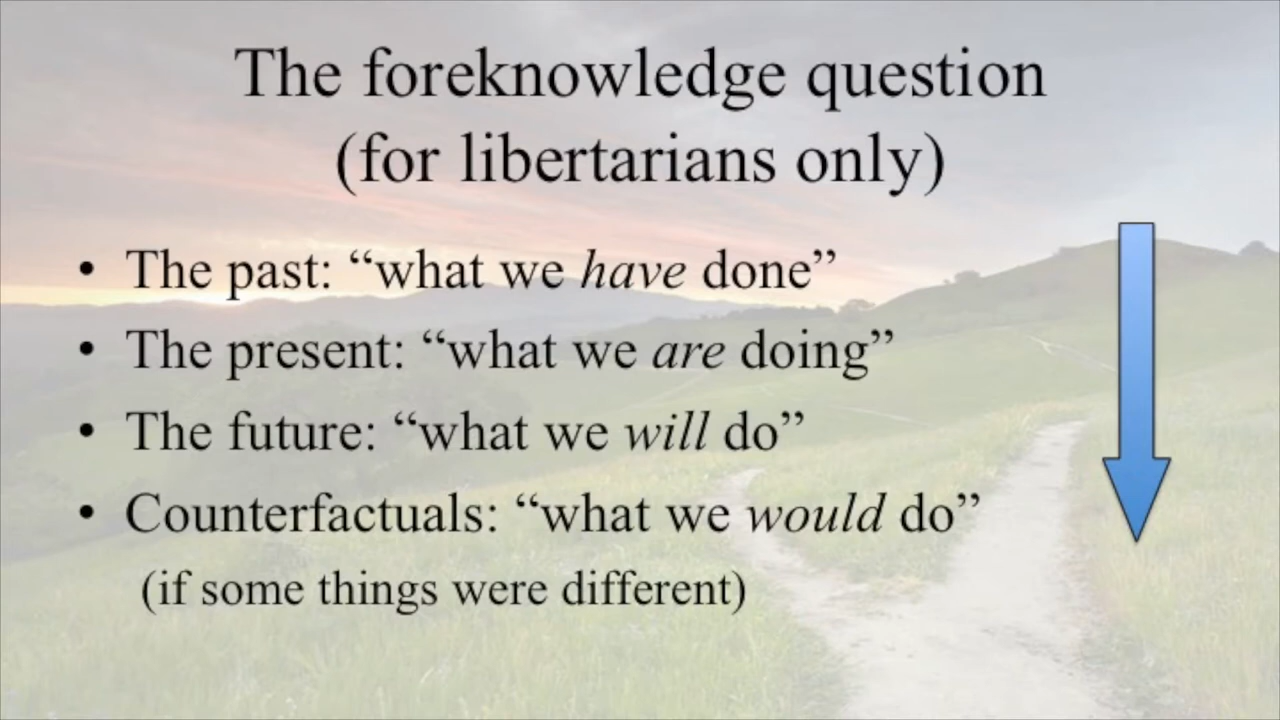 The foreknowledge question
(for libertarians only)
• The past: “what we have done”
• The present: “what we are doing”
• The future: “what we will do”
• Counterfactuals: “what we would do”
(if some things were different)